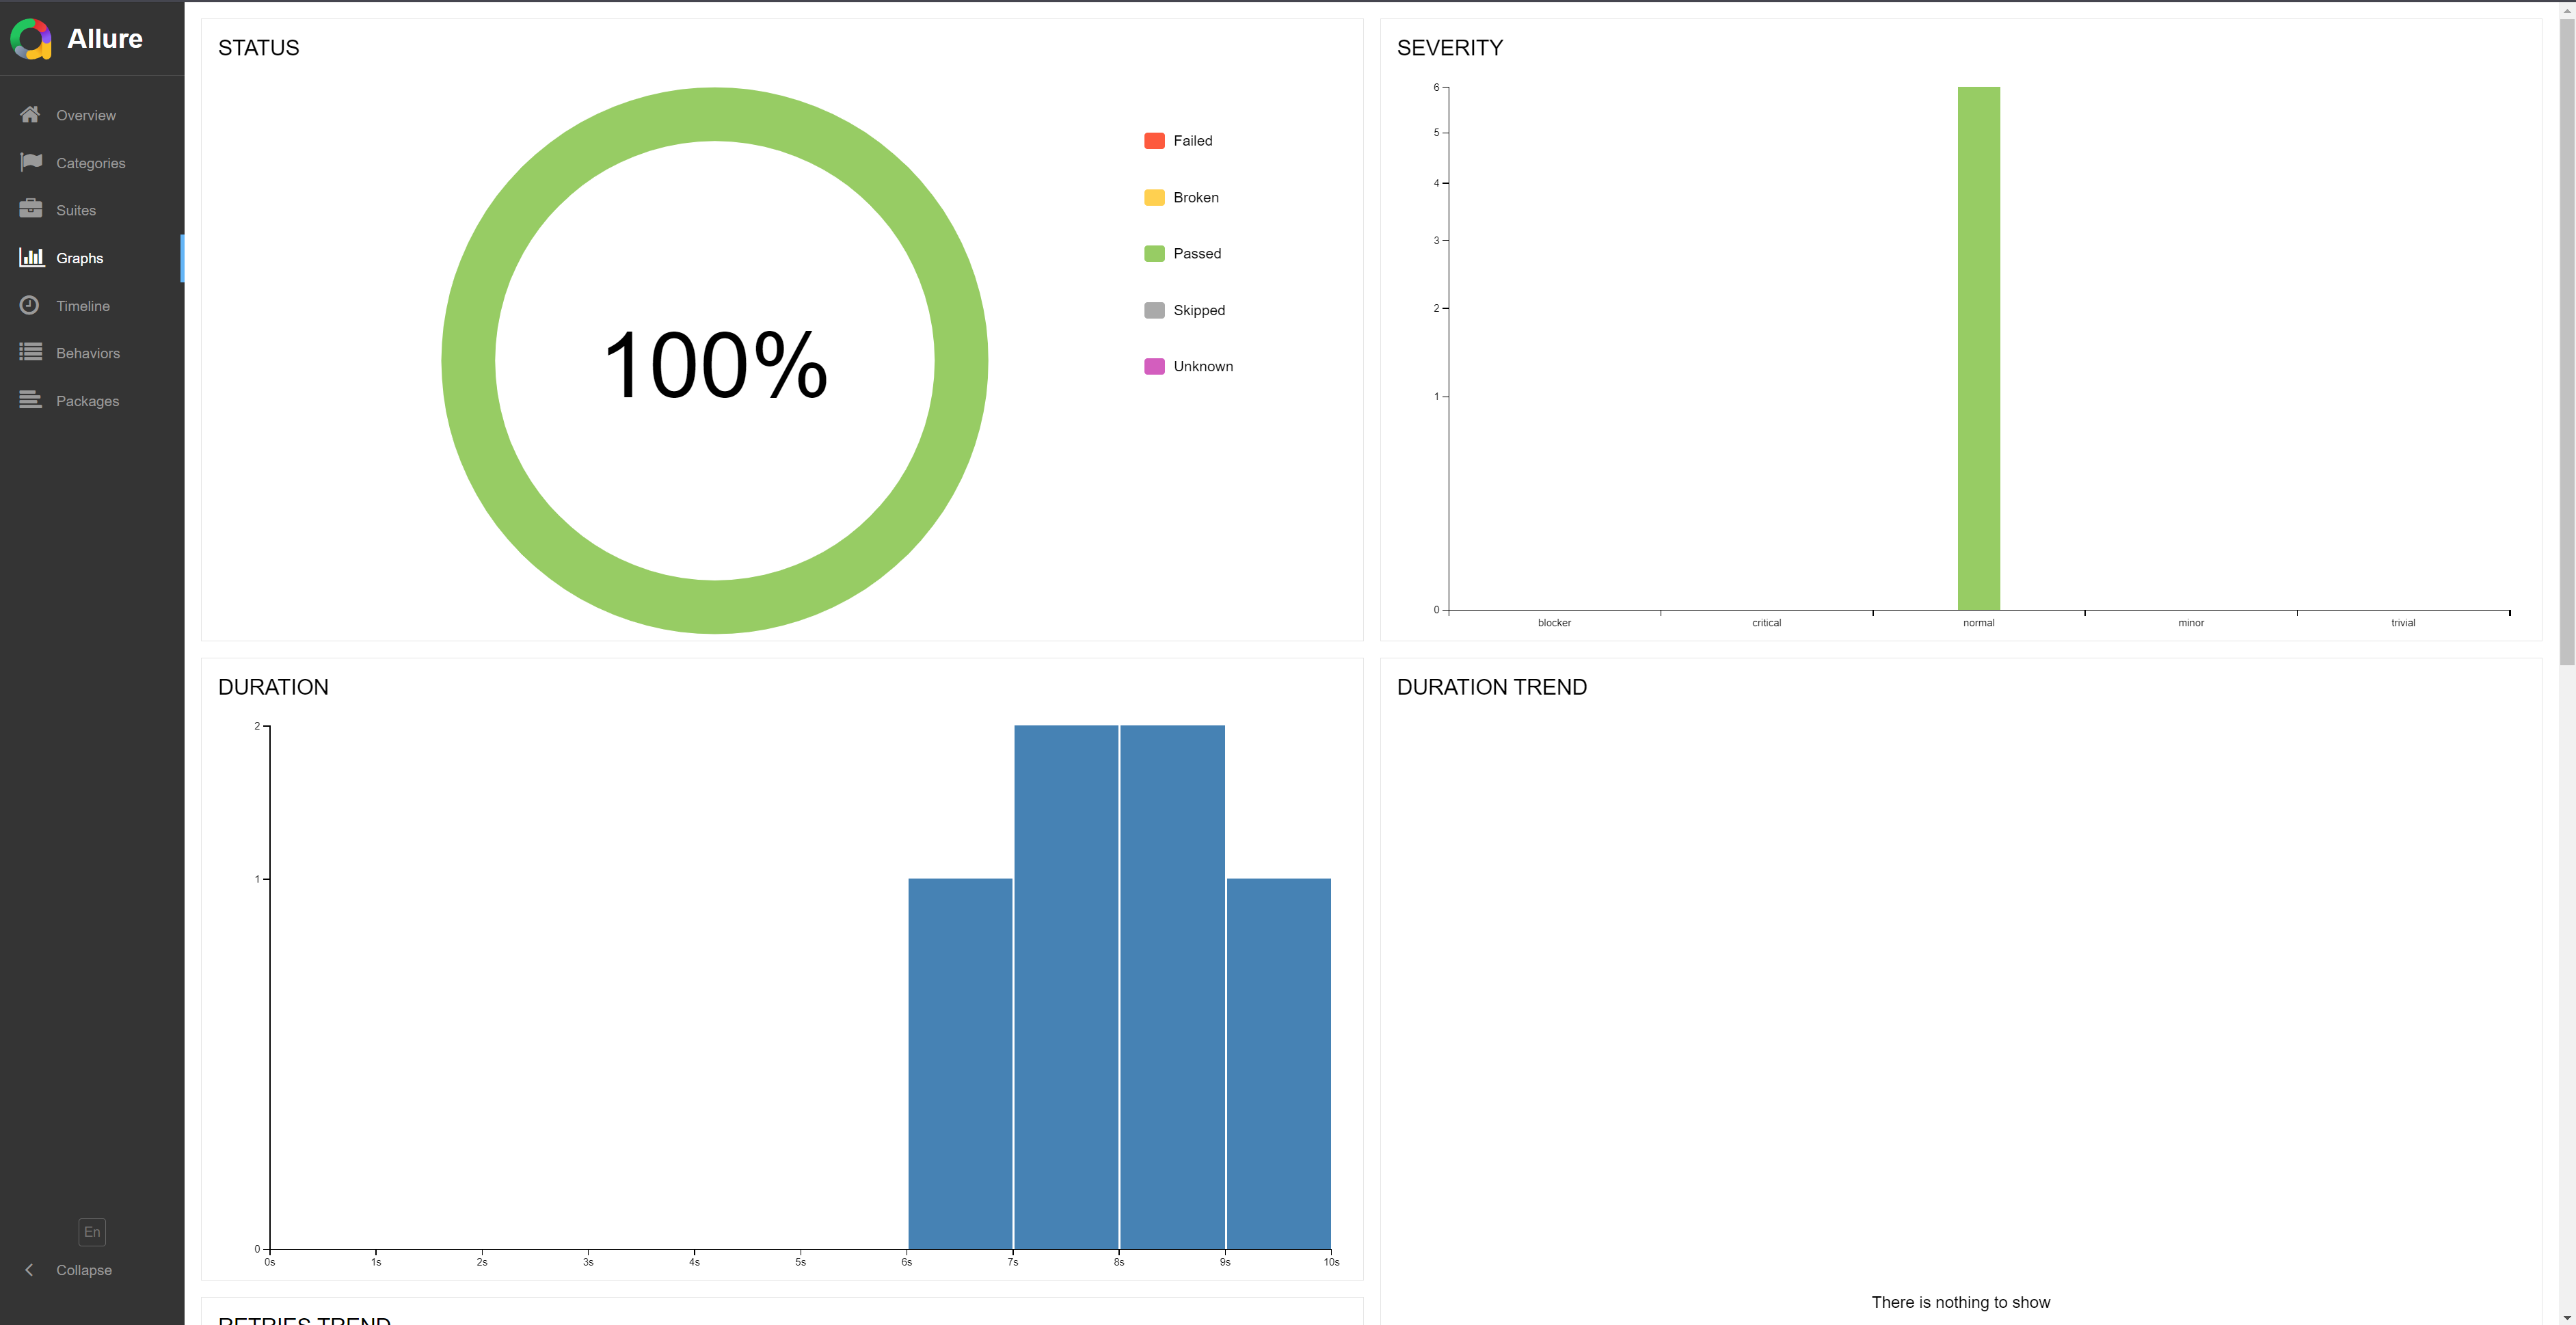 Allure
Overview
Categories
Suites
Graphs
Timeline
Behaviors
Packages
En
Collapse
STATUS
100%
Failed
Broken
Passed
Skipped
Unknown
SEVERITY
6
5
4
3
2
1
0
blocker critical normal minor trivial
DURATION
2
1
0
0s 1s 2s 3s 4s 5s 6s 7s 8s 9s 10s
DURATION TREND
There is nothing to show
RETRIES TREND